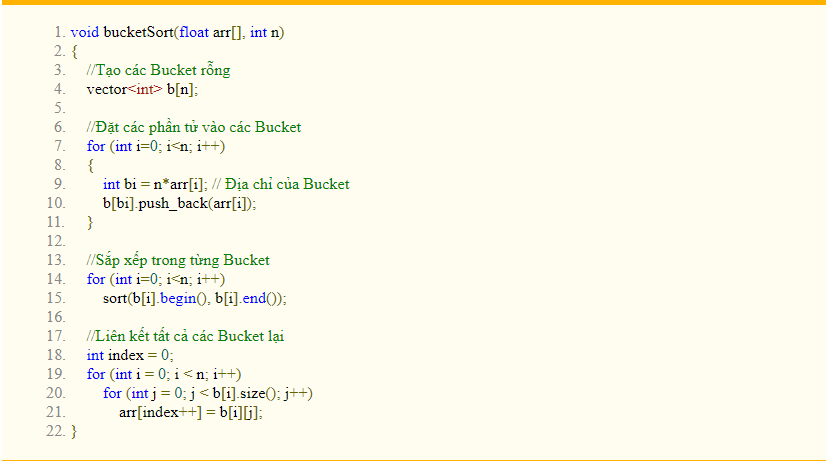 1. void bucketSort(float arr[], int n)
2. {
3. //Tạo các Bucket rỗng
4. vector<int> b[n];
5.
6. //Đặt các phần tử vào các Bucket
7. for (int i=0; i<n; i++)
8. {
9. int bi = n*arr[i]; // Địa chỉ của Bucket
10. b[bi].push_back(arr[i]);
11. }
12.
13. //Sắp xếp trong từng Bucket
14. for (int i=0; i<n; i++)
15. sort(b[i].begin(), b[i].end());
16.
17. //Liên kết tất cả các Bucket lại
18. int index = 0;
19. for (int i = 0; i < n; i++)
20. for (int j = 0; j < b[i].size(); j++)
21. arr[index++] = b[i][j];
22. }